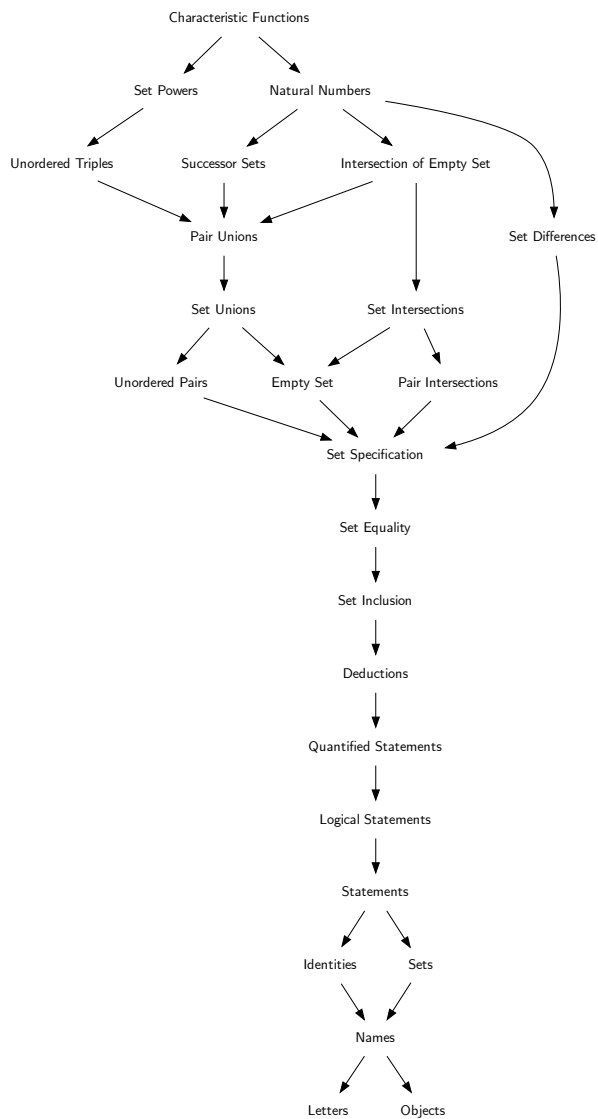 Characteristic Functions
Set Powers
Natural Numbers
Unordered Triples
Successor Sets
Intersection of Empty Set
Pair Unions
Set Differences
Set Unions
Set Intersections
Unordered Pairs
Empty Set
Pair Intersections
Set Specification
Set Equality
Set Inclusion
Deductions
Quantified Statements
Logical Statements
Statements
Identities
Sets
Names
Letters
Objects